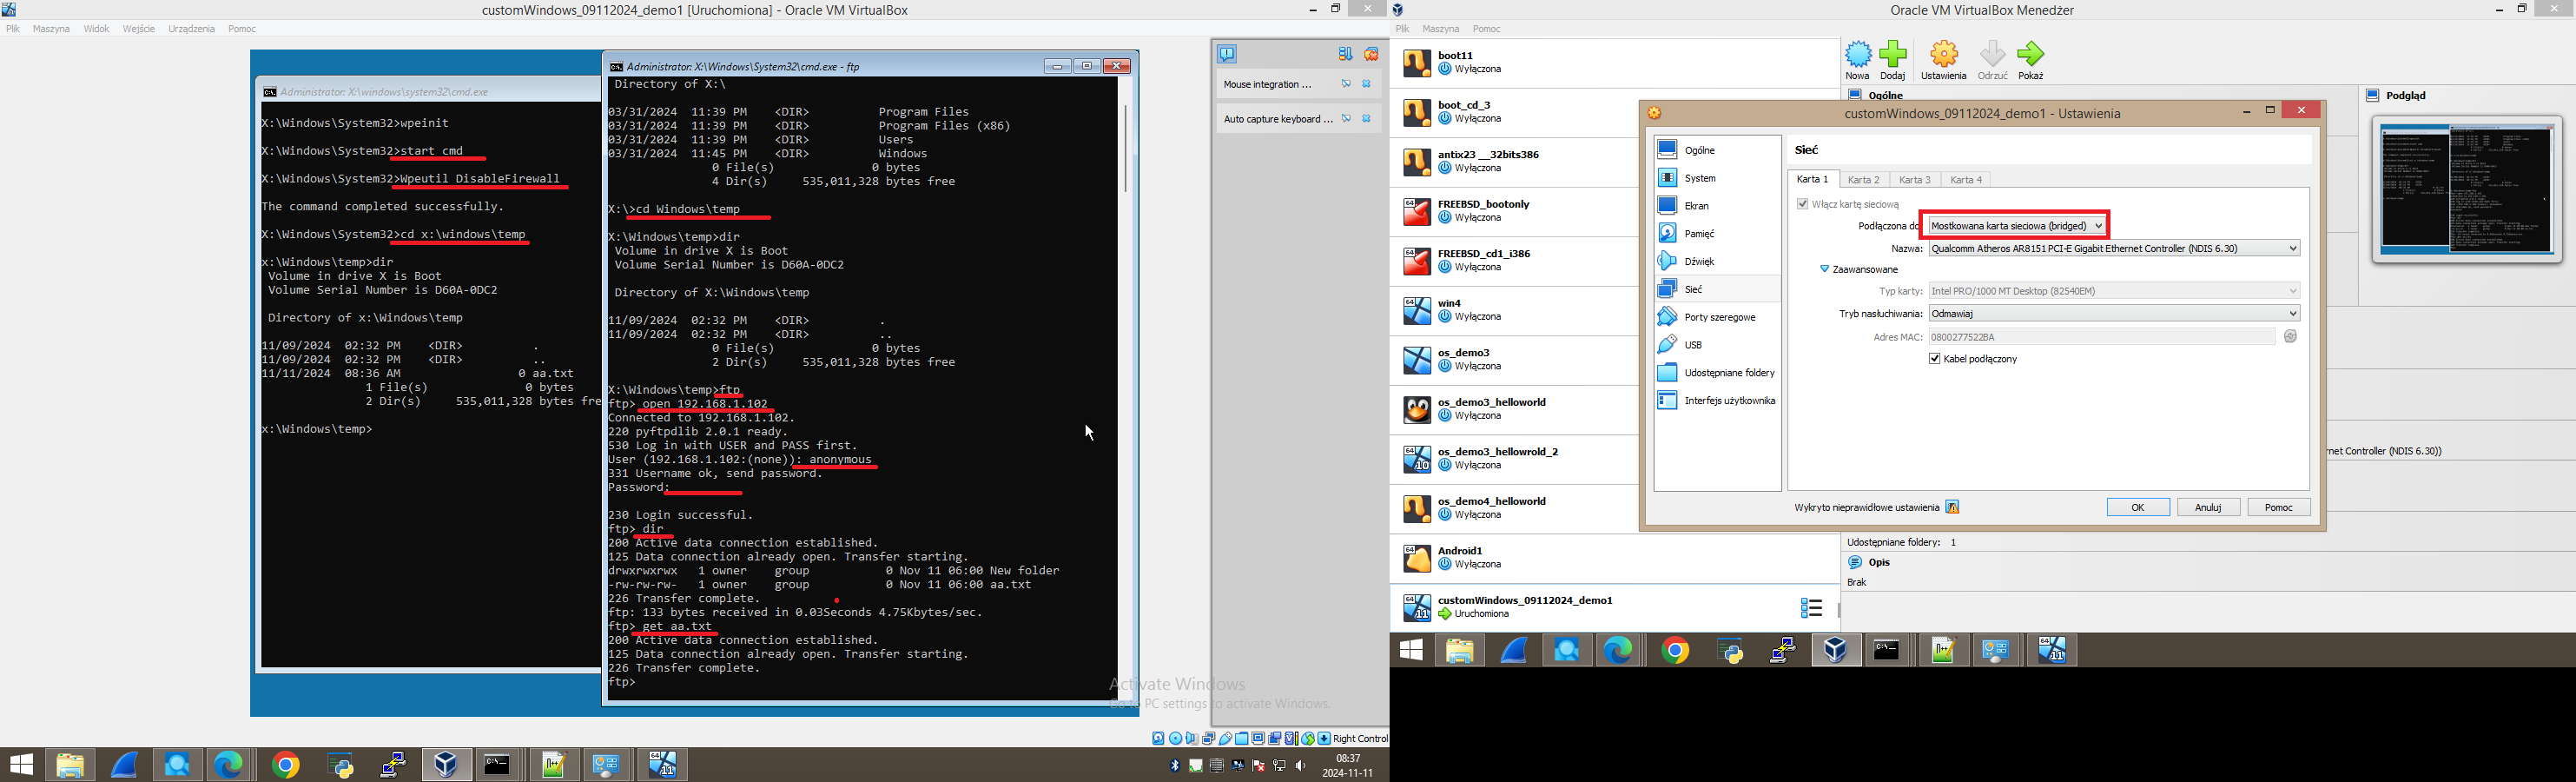 customWindows_09112024_demo1 [Uruchomiona] - Oracle VM VirtualBox
Plik Maszyna Widok Wejście Urządzenia Pomoc
Administrator: X:\windows\system32\cmd.exe
X:\Windows\System32>wpeinit
X:\Windows\System32>start cmd
X:\Windows\System32>Wpeutil DisableFirewall
The command completed successfully.
X:\Windows\System32>cd x:\windows\temp
x:\Windows\temp>dir
Volume in drive X is Boot
Volume Serial Number is D60A-0DC2
Directory of x:\Windows\temp
11/09/2024 02:32 PM <DIR> .
11/09/2024 02:32 PM <DIR> ..
11/11/2024 08:36 AM 0 aa.txt
1 File(s) 0 bytes
2 Dir(s) 535,011,328 bytes fre
x:\Windows\temp>
Administrator: X:\Windows\System32\cmd.exe - ftp
Directory of X:\
03/31/2024 11:39 PM <DIR> Program Files
03/31/2024 11:39 PM <DIR> Program Files (x86)
03/31/2024 11:39 PM <DIR> Users
03/31/2024 11:45 PM <DIR> Windows
0 File(s) 0 bytes
4 Dir(s) 535,011,328 bytes free
X:\>cd Windows\temp
X:\Windows\temp>dir
Volume in drive X is Boot
Volume Serial Number is D60A-0DC2
Directory of X:\Windows\temp
11/09/2024 02:32 PM <DIR> .
11/09/2024 02:32 PM <DIR> ..
0 File(s) 0 bytes
2 Dir(s) 535,011,328 bytes free
X:\Windows\temp>ftp
ftp> open 192.168.1.102
Connected to 192.168.1.102.
220 pyftpdlib 2.0.1 ready.
530 Log in with USER and PASS first.
User (192.168.1.102:(none)): anonymous
331 Username ok, send password.
Password:
230 Login successful.
ftp> dir
200 Active data connection established.
125 Data connection already open. Transfer starting.
drwxrwxrwx 1 owner group 0 Nov 11 06:00 New folder
-rw-rw-rw- 1 owner group 0 Nov 11 06:00 aa.txt
226 Transfer complete.
ftp: 133 bytes received in 0.03Seconds 4.75Kbytes/sec.
ftp> get aa.txt
200 Active data connection established.
125 Data connection already open. Transfer starting.
226 Transfer complete.
ftp>
Mouse integration ...
Auto capture keyboard ...
Activate Windows
Go to PC settings to activate Windows.
Right Control
08:37
2024-11-11
Oracle VM VirtualBox Menedżer
Plik Maszyna Pomoc
boot11
Wyłączona
boot_cd_3
Wyłączona
antix23__32bits386
Wyłączona
FREEBSD_bootonly
Wyłączona
FREEBSD_cd1_i386
Wyłączona
win4
Wyłączona
os_demo3
Wyłączona
os_demo3_helloworld
Wyłączona
os_demo3_hellowrold_2
Wyłączona
os_demo4_helloworld
Wyłączona
Android1
Wyłączona
customWindows_09112024_demo1
Uruchomiona
Nowa Dodaj Ustawienia Odrzuć Pokaż
Ogólne
Podgląd
customWindows_09112024_demo1 - Ustawienia
Ogólne
System
Ekran
Pamięć
Dźwięk
Sieć
Porty szeregowe
USB
Udostępniane foldery
Interfejs użytkownika
Sieć
Karta 1 Karta 2 Karta 3 Karta 4
Włącz kartę sieciową
Podłączona do Mostkowana karta sieciowa (bridged)
Nazwa: Qualcomm Atheros AR8151 PCI-E Gigabit Ethernet Controller (NDIS 6.30)
Zaawansowane
Typ karty: Intel PRO/1000 MT Desktop (82540EM)
Tryb nasłuchiwania: Odmawiaj
Adres MAC: 0800277522BA
Kabel podłączony
Wykryto nieprawidłowe ustawienia
OK Anuluj Pomoc
rnet Controller (NDIS 6.30))
Udostępniane foldery: 1
Opis
Brak